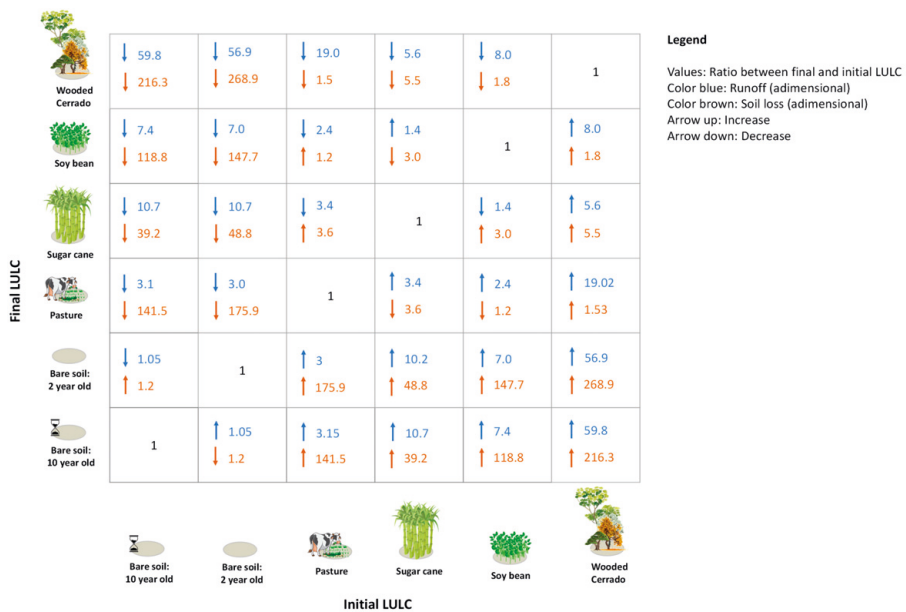 Legend
Values: Ratio between final and initial LULC
Color blue: Runoff (adimensional)
Color brown: Soil loss (adimensional)
Arrow up: Increase
Arrow down: Decrease
Final LULC
Wooded
Cerrado
↓ 59.8 ↓ 56.9 ↓ 19.0 ↓ 5.6 ↓ 8.0
↓ 216.3 ↓ 268.9 ↓ 1.5 ↓ 5.5 ↓ 1.8
1
Soy bean
↓ 7.4 ↓ 7.0 ↓ 2.4 ↑ 1.4 ↑ 8.0
↓ 118.8 ↓ 147.7 ↑ 1.2 ↓ 3.0 ↑ 1.8
1
Sugar cane
↓ 10.7 ↓ 10.7 ↓ 3.4 ↓ 1.4 ↑ 5.6
↓ 39.2 ↓ 48.8 ↑ 3.6 ↑ 3.0 ↑ 5.5
1
Pasture
↓ 3.1 ↓ 3.0 ↑ 3.4 ↑ 2.4 ↑ 19.02
↓ 141.5 ↓ 175.9 ↓ 3.6 ↓ 1.2 ↑ 1.53
1
Bare soil:
2 year old
↓ 1.05 ↑ 3 ↑ 10.2 ↑ 7.0 ↑ 56.9
↑ 1.2 ↑ 175.9 ↑ 48.8 ↑ 147.7 ↑ 268.9
1
Bare soil:
10 year old
↑ 1.05 ↑ 3.15 ↑ 10.7 ↑ 7.4 ↑ 59.8
↓ 1.2 ↑ 141.5 ↑ 39.2 ↑ 118.8 ↑ 216.3
1
Bare soil:
10 year old
Bare soil:
2 year old
Pasture
Sugar cane
Soy bean
Wooded
Cerrado
Initial LULC